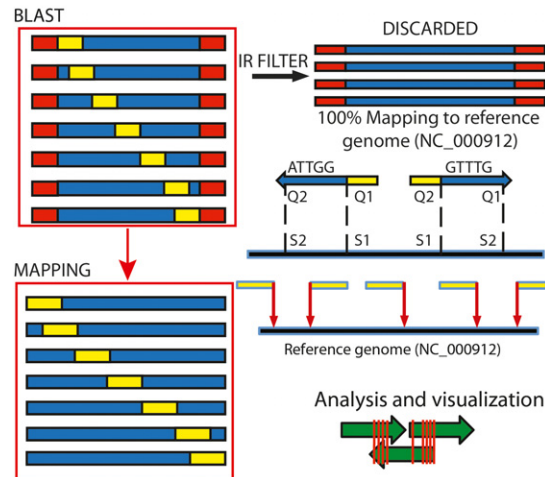 BLAST
DISCARDED
IR FILTER
100% Mapping to reference
genome (NC_000912)
ATTGG GTTTG
Q2 Q1 Q2 Q1
S2 S1 S1 S2
MAPPING
Reference genome (NC_000912)
Analysis and visualization